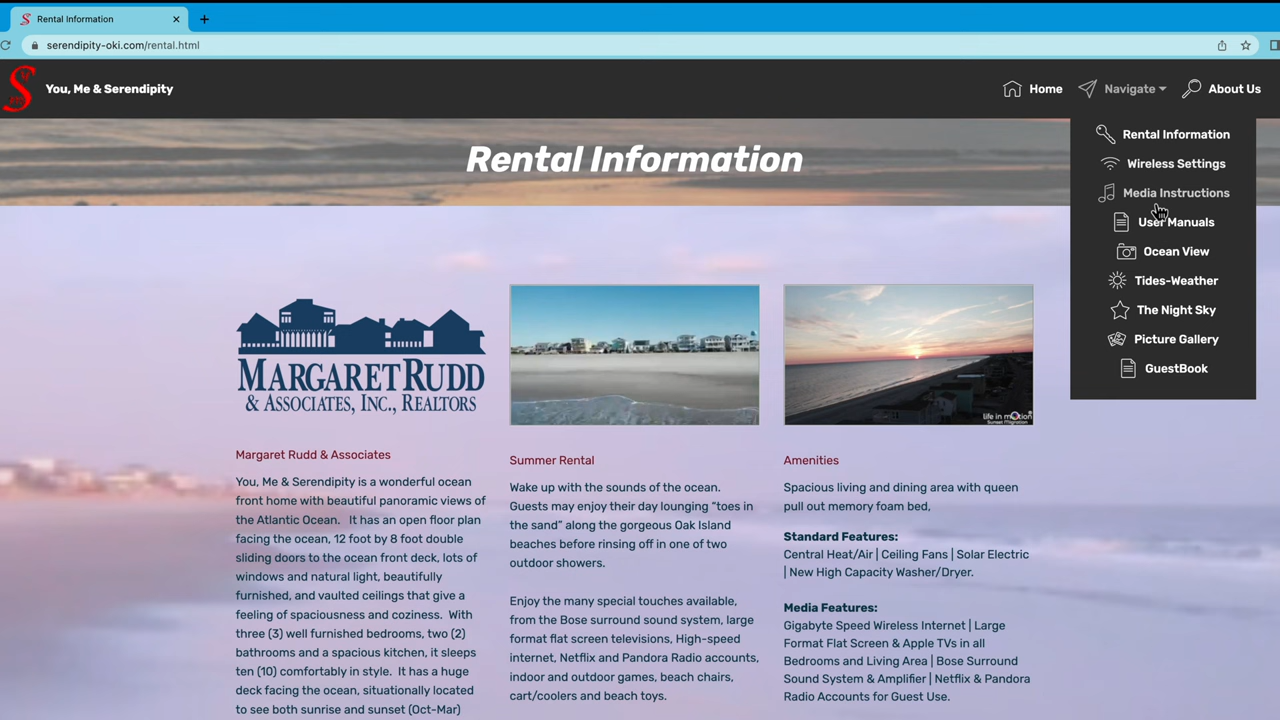 Rental Information
serendipity-oki.com/rental.html
You, Me & Serendipity
Home
Navigate
About Us
Rental Information
Wireless Settings
Media Instructions
User Manuals
Ocean View
Tides-Weather
The Night Sky
Picture Gallery
GuestBook
Rental Information
MARGARET RUDD
& ASSOCIATES, INC., REALTORS
Margaret Rudd & Associates
You, Me & Serendipity is a wonderful ocean
front home with beautiful panoramic views of
the Atlantic Ocean. It has an open floor plan
facing the ocean, 12 foot by 8 foot double
sliding doors to the ocean front deck, lots of
windows and natural light, beautifully
furnished, and vaulted ceilings that give a
feeling of spaciousness and coziness. With
three (3) well furnished bedrooms, two (2)
bathrooms and a spacious kitchen, it sleeps
ten (10) comfortably in style. It has a huge
deck facing the ocean, situationally located
to see both sunrise and sunset (Oct-Mar)
Summer Rental
Wake up with the sounds of the ocean.
Guests may enjoy their day lounging “toes in
the sand” along the gorgeous Oak Island
beaches before rinsing off in one of two
outdoor showers.
Enjoy the many special touches available,
from the Bose surround sound system, large
format flat screen televisions, High-speed
internet, Netflix and Pandora Radio accounts,
indoor and outdoor games, beach chairs,
cart/coolers and beach toys.
life in motion
Sunset Migration
Amenities
Spacious living and dining area with queen
pull out memory foam bed,
Standard Features:
Central Heat/Air | Ceiling Fans | Solar Electric
| New High Capacity Washer/Dryer.
Media Features:
Gigabyte Speed Wireless Internet | Large
Format Flat Screen & Apple TVs in all
Bedrooms and Living Area | Bose Surround
Sound System & Amplifier | Netflix & Pandora
Radio Accounts for Guest Use.